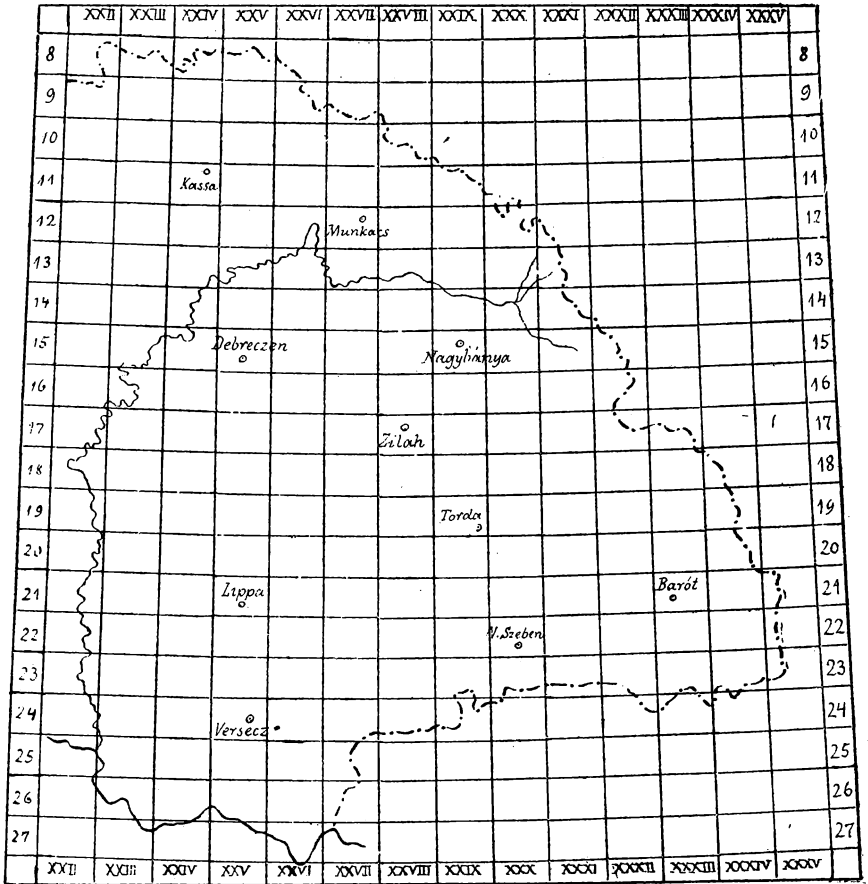 XXII XXIII XXIV XXV XXVI XXVII XXVIII XXIX XXX XXXI XXXII XXXIII XXXIV XXXV
8 8
9 9
10 10
11 11
Kassa
12 12
Munkács
13 13
14 14
15 15
Debreczen
Nagybánya
16 16
17 17
Zilah
18 18
19 19
Torda
20 20
21 21
Lippa
Barót
22 22
N.Szeben
23 23
24 24
Versecz
25 25
26 26
27 27
XXII XXIII XXIV XXV XXVI XXVII XXVIII XXIX XXX XXXI XXXII XXXIII XXXIV XXXV